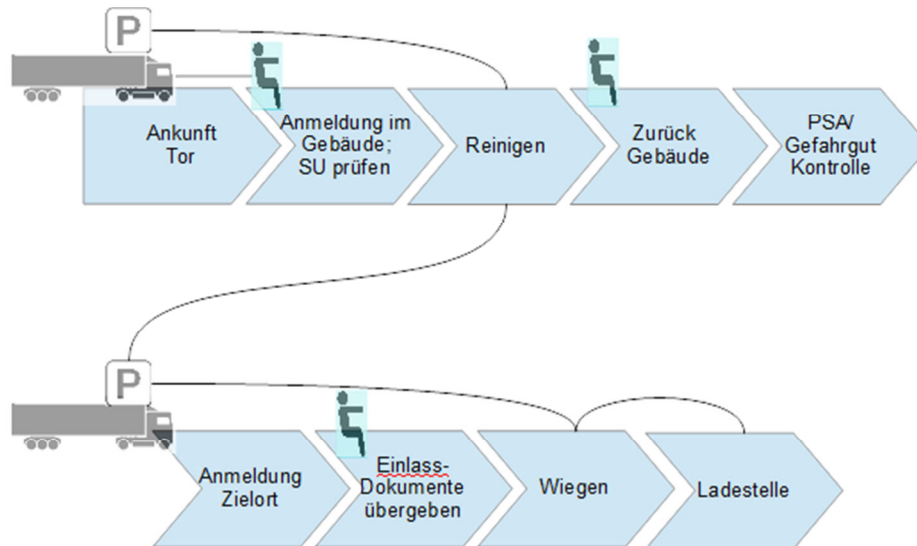 P
Ankunft
Tor
Anmeldung im
Gebäude;
SU prüfen
Reinigen
Zurück
Gebäude
PSA/
Gefahrgut
Kontrolle
P
Anmeldung
Zielort
Einlass-
Dokumente
übergeben
Wiegen
Ladestelle